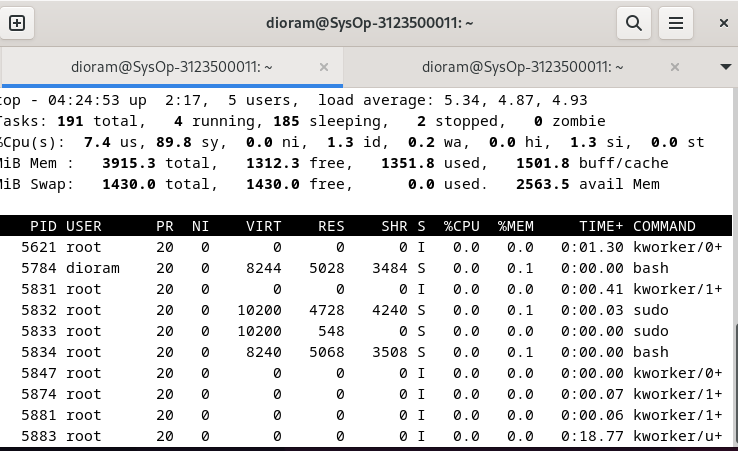 dioram@SysOp-3123500011: ~
dioram@SysOp-3123500011: ~ × dioram@SysOp-3123500011: ~ ×
top - 04:24:53 up  2:17,  5 users,  load average: 5.34, 4.87, 4.93
Tasks: 191 total,   4 running, 185 sleeping,   2 stopped,   0 zombie
%Cpu(s):  7.4 us, 89.8 sy,  0.0 ni,  1.3 id,  0.2 wa,  0.0 hi,  1.3 si,  0.0 st
MiB Mem :   3915.3 total,   1312.3 free,   1351.8 used,   1501.8 buff/cache
MiB Swap:   1430.0 total,   1430.0 free,      0.0 used.   2563.5 avail Mem
PID USER      PR  NI    VIRT    RES    SHR S  %CPU  %MEM     TIME+ COMMAND
5621 root      20   0       0      0      0 I   0.0   0.0   0:01.30 kworker/0+
5784 dioram    20   0    8244   5028   3484 S   0.0   0.1   0:00.00 bash
5831 root      20   0       0      0      0 I   0.0   0.0   0:00.41 kworker/1+
5832 root      20   0   10200   4728   4240 S   0.0   0.1   0:00.03 sudo
5833 root      20   0   10200    548      0 S   0.0   0.0   0:00.00 sudo
5834 root      20   0    8240   5068   3508 S   0.0   0.1   0:00.00 bash
5847 root      20   0       0      0      0 I   0.0   0.0   0:00.00 kworker/0+
5874 root      20   0       0      0      0 I   0.0   0.0   0:00.07 kworker/1+
5881 root      20   0       0      0      0 I   0.0   0.0   0:00.06 kworker/1+
5883 root      20   0       0      0      0 I   0.0   0.0   0:18.77 kworker/u+